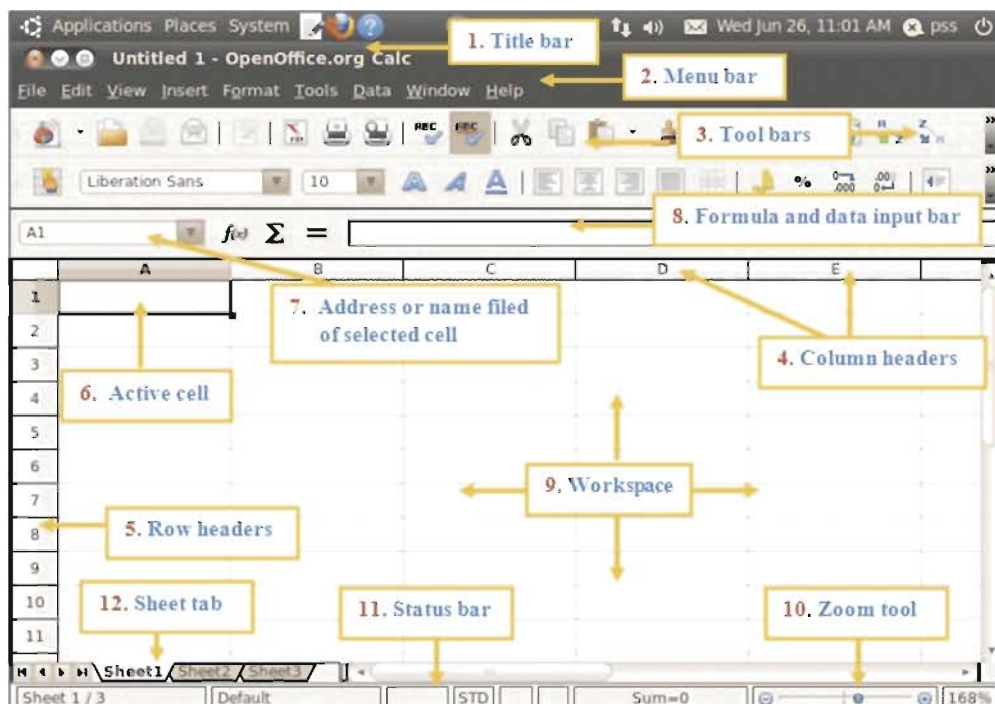 Applications Places System
Wed Jun 26, 11:01 AM pss
1. Title bar
Untitled 1 - OpenOffice.org Calc
2. Menu bar
File Edit View Insert Format Tools Data Window Help
ABC ABC
3. Tool bars
Liberation Sans 10
% .000 .00
8. Formula and data input bar
A1 f(x) Σ =
A B C D E
1
7. Address or name filed
of selected cell
2
3
4. Column headers
4
6. Active cell
5
6
7
9. Workspace
8
5. Row headers
9
10
12. Sheet tab
11. Status bar
10. Zoom tool
11
Sheet1 Sheet2 Sheet3
Sheet 1 / 3 Default STD Sum=0 168%